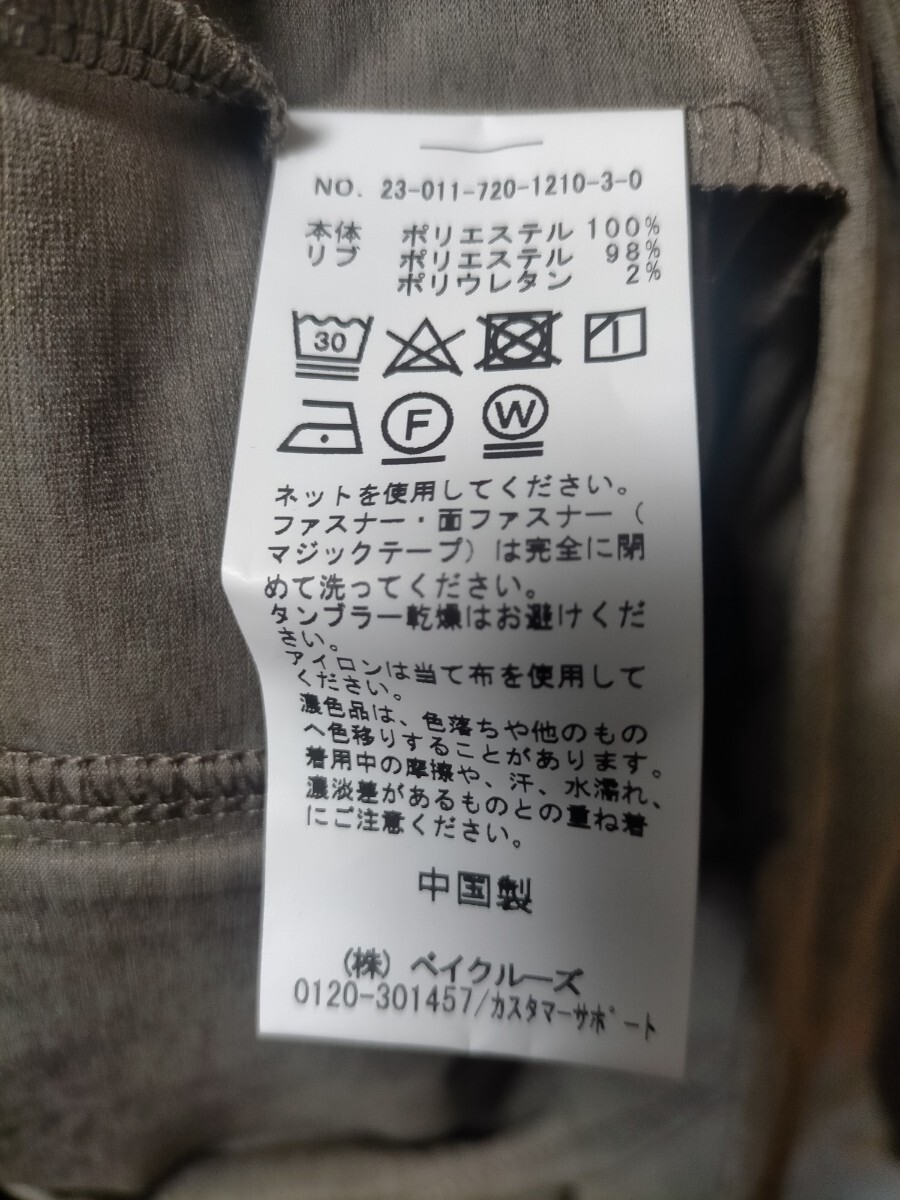 NO. 23-011-720-1210-3-0
本体 ポリエステル 100%
リブ ポリエステル 98%
ポリウレタン 2%
30
F W
ネットを使用してください。
ファスナー・面ファスナー(
マジックテープ)は完全に閉
めて洗ってください。
タンブラー乾燥はお避けくだ
さい。
アイロンは当て布を使用して
ください。
濃色品は、色落ちや他のもの
へ色移りすることがあります。
着用中の摩擦や、汗、水濡れ、
濃淡差があるものとの重ね着
にご注意ください。
中国製
(株) ベイクルーズ
0120-301457/カスタマーサポート